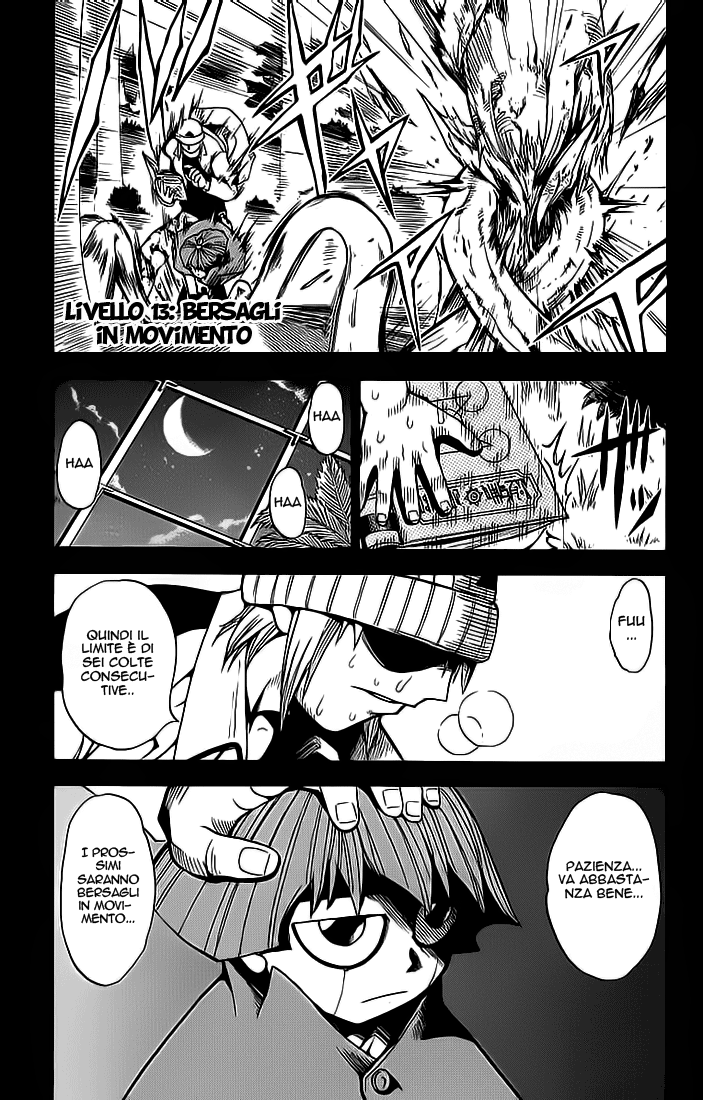 LIVELLO 13: BERSAGLI
IN MOVIMENTO
HAA
HAA
HAA
FUU
...
QUINDI IL
LIMITE È DI
SEI COLTE
CONSECU-
TIVE..
PAZIENZA...
VA ABBASTA-
NZA BENE...
I PROS-
SIMI
SARANNO
BERSAGLI
IN MOVI-
MENTO...